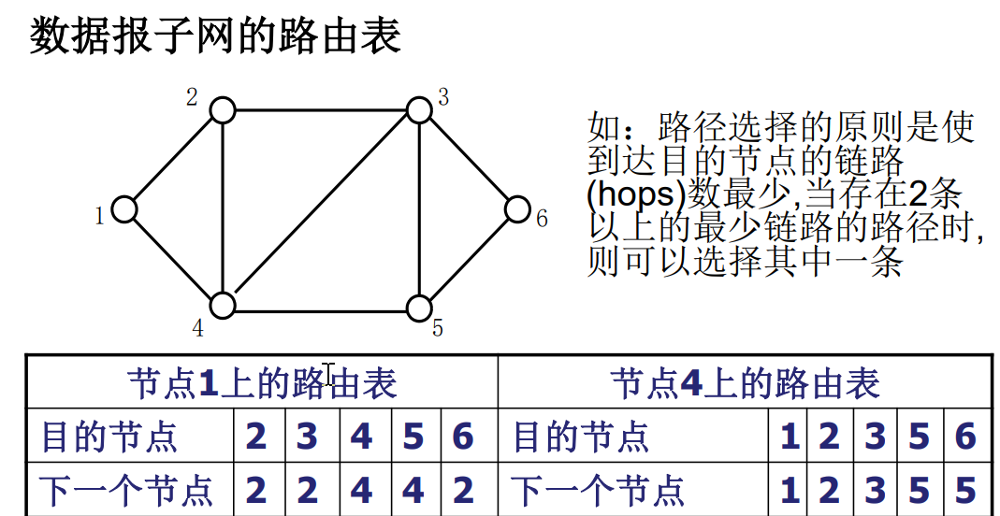 数据报子网的路由表
2
3
1
6
4
5
如：路径选择的原则是使
到达目的节点的链路
(hops)数最少,当存在2条
以上的最少链路的路径时,
则可以选择其中一条
节点1上的路由表 节点4上的路由表
目的节点 2 3 4 5 6 目的节点 1 2 3 5 6
下一个节点 2 2 4 4 2 下一个节点 1 2 3 5 5